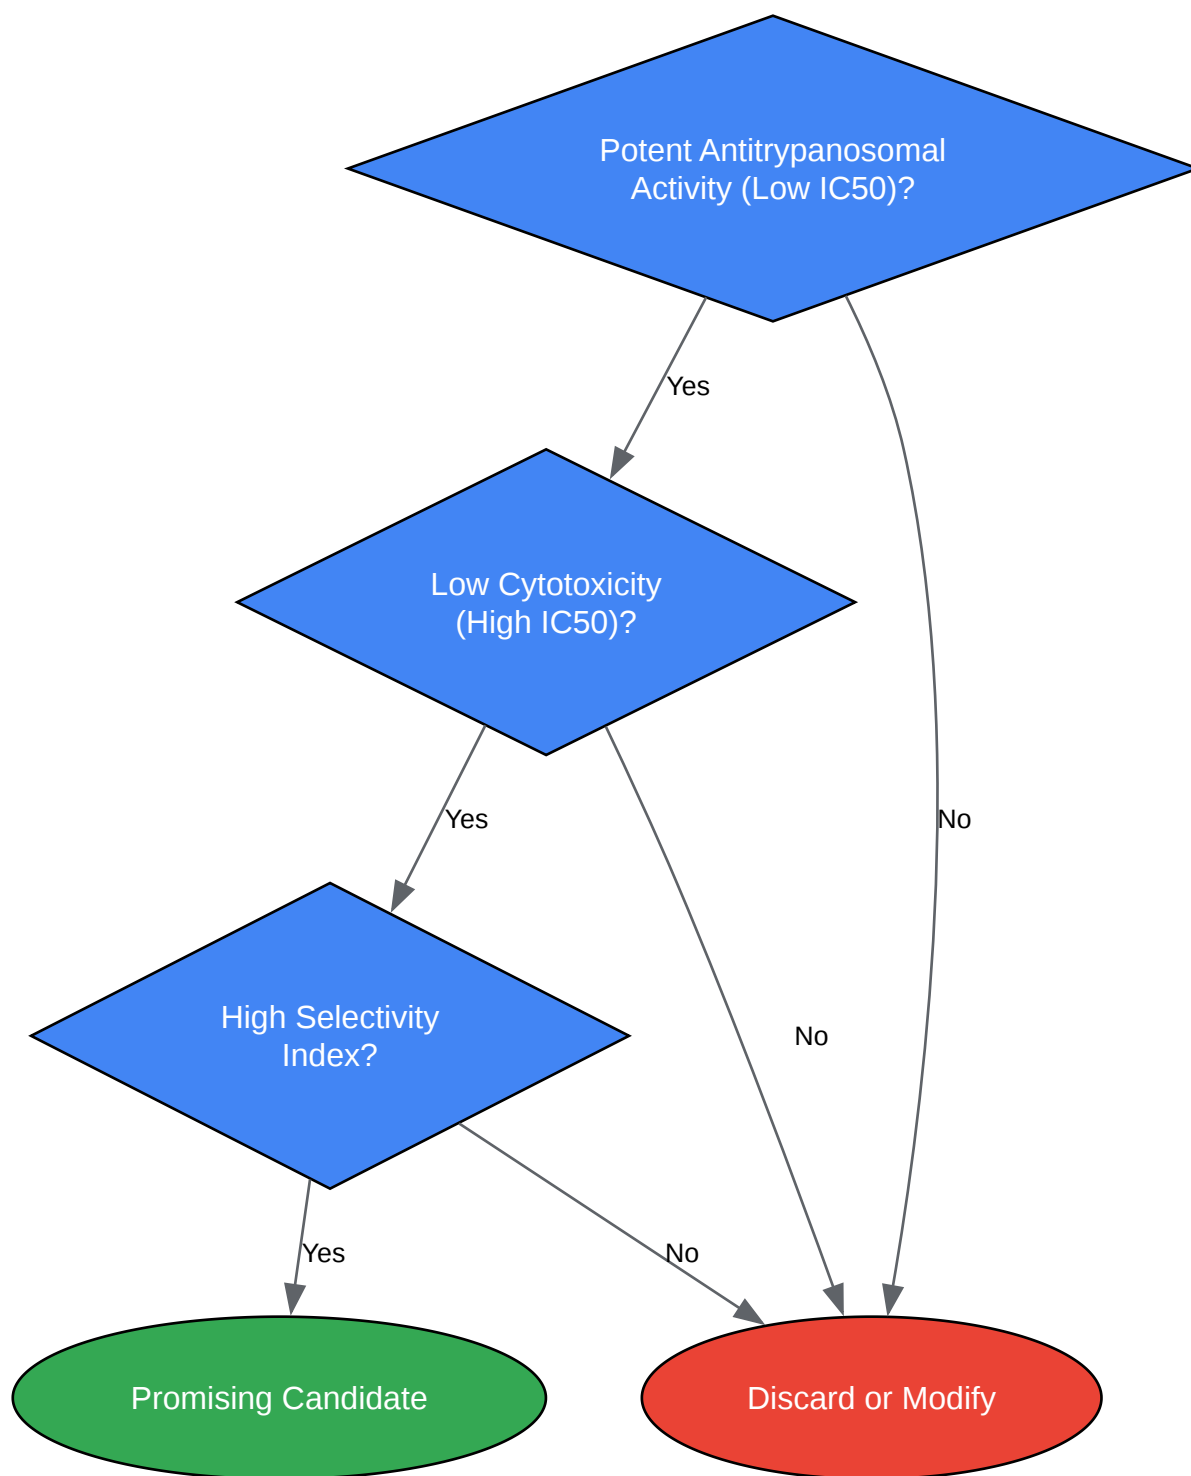 Potent Antitrypanosomal
Activity (Low IC50)?
Yes
Low Cytotoxicity
(High IC50)?
Yes
No
High Selectivity
Index?
No
Yes
No
Promising Candidate
Discard or Modify